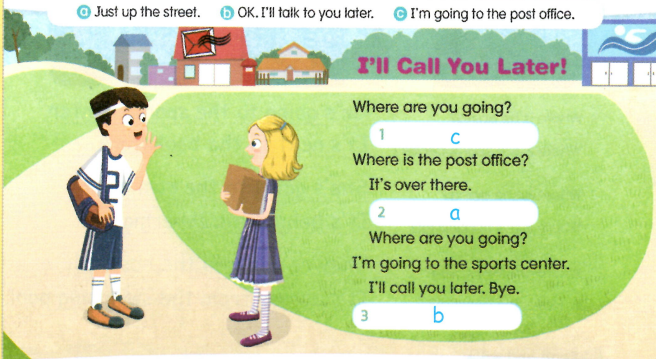 a Just up the street. b OK. I'll talk to you later. c I'm going to the post office.
I'll Call You Later!
Where are you going?
1 c
Where is the post office?
It's over there.
2 a
Where are you going?
I'm going to the sports center.
I'll call you later. Bye.
3 b
2